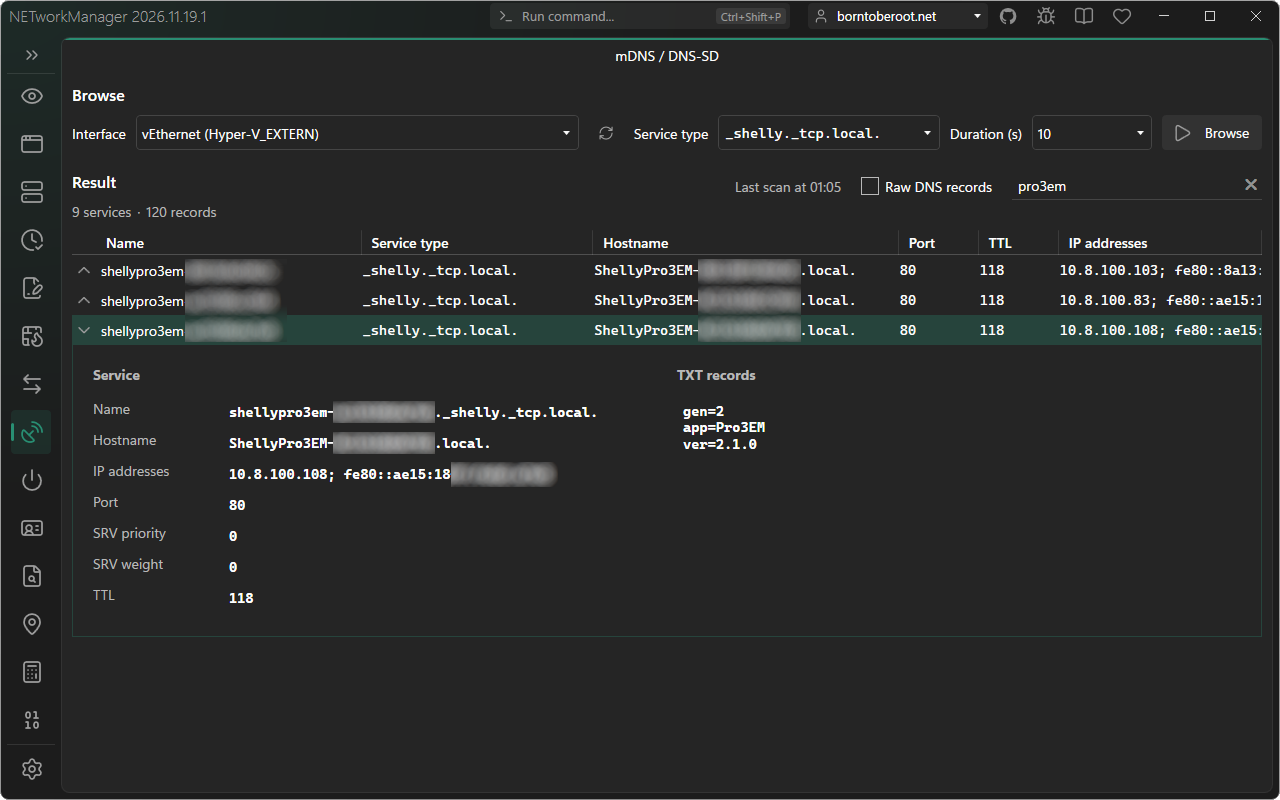 NETworkManager 2026.11.19.1
Run command...
Ctrl+Shift+P
borntoberoot.net
mDNS / DNS-SD
Browse
Interface vEthernet (Hyper-V_EXTERN) Service type _shelly._tcp.local. Duration (s) 10 Browse
Result
Last scan at 01:05 Raw DNS records pro3em
9 services · 120 records
Name Service type Hostname Port TTL IP addresses
shellypro3em _shelly._tcp.local. ShellyPro3EM- .local. 80 118 10.8.100.103; fe80::8a13:
shellypro3em _shelly._tcp.local. ShellyPro3EM- .local. 80 118 10.8.100.83; fe80::ae15:1
shellypro3em _shelly._tcp.local. ShellyPro3EM- .local. 80 118 10.8.100.108; fe80::ae15:
Service
Name shellypro3em- ._shelly._tcp.local.
Hostname ShellyPro3EM- .local.
IP addresses 10.8.100.108; fe80::ae15:18
Port 80
SRV priority 0
SRV weight 0
TTL 118
TXT records
gen=2
app=Pro3EM
ver=2.1.0
01
10